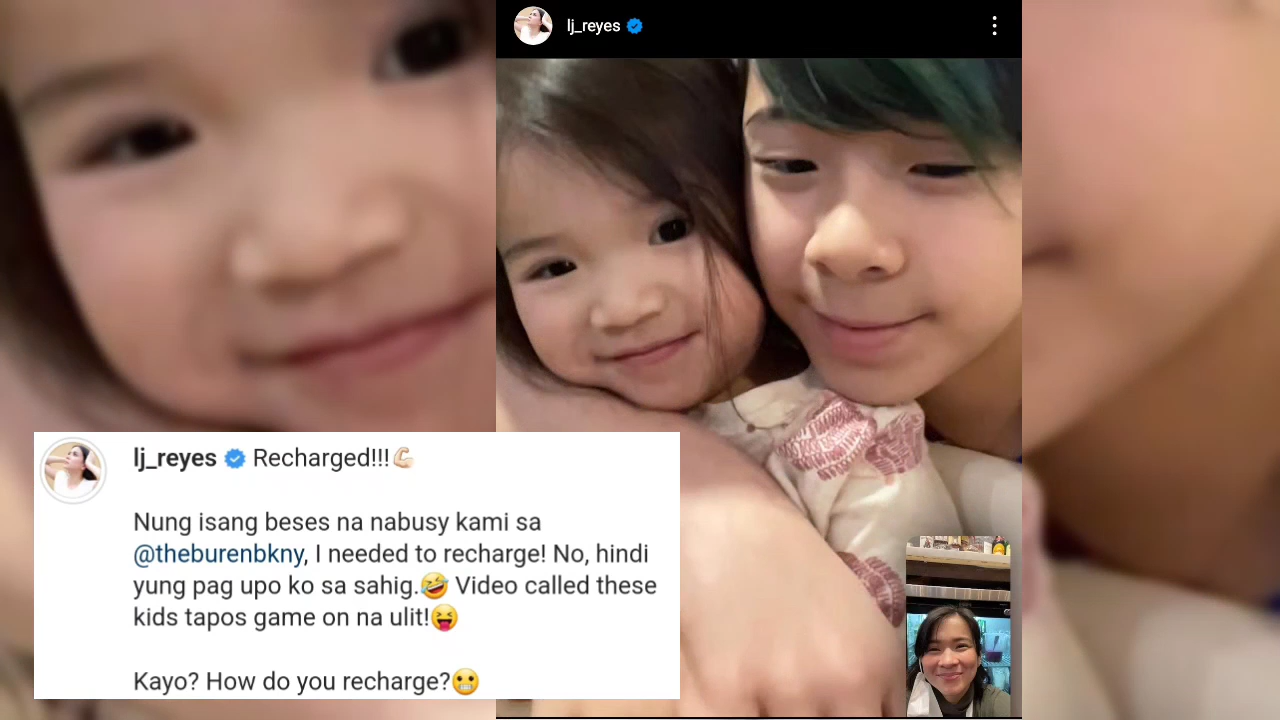 lj_reyes
lj_reyes Recharged!!!💪🏻
Nung isang beses na nabusy kami sa
@theburenbkny, I needed to recharge! No, hindi
yung pag upo ko sa sahig.🤣 Video called these
kids tapos game on na ulit!😝
Kayo? How do you recharge?😬